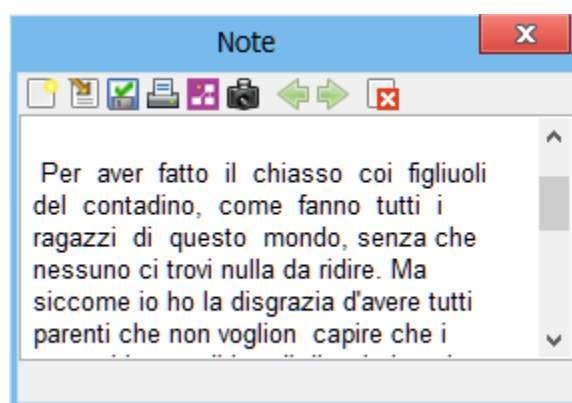 Note
Per aver fatto il chiasso coi figliuoli
del contadino, come fanno tutti i
ragazzi di questo mondo, senza che
nessuno ci trovi nulla da ridire. Ma
siccome io ho la disgrazia d'avere tutti
parenti che non voglion capire che i